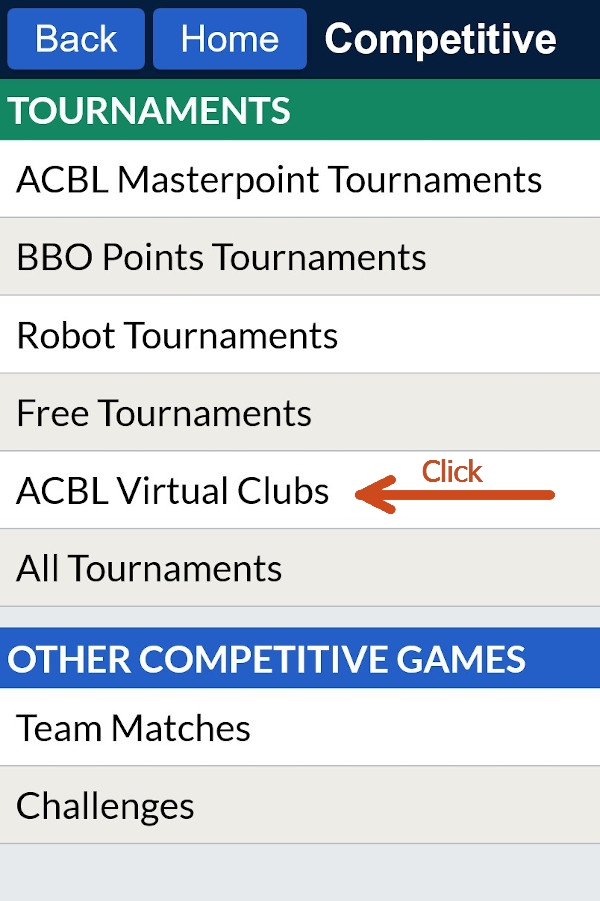 Back Home Competitive
TOURNAMENTS
ACBL Masterpoint Tournaments
BBO Points Tournaments
Robot Tournaments
Free Tournaments
Click
ACBL Virtual Clubs
All Tournaments
OTHER COMPETITIVE GAMES
Team Matches
Challenges